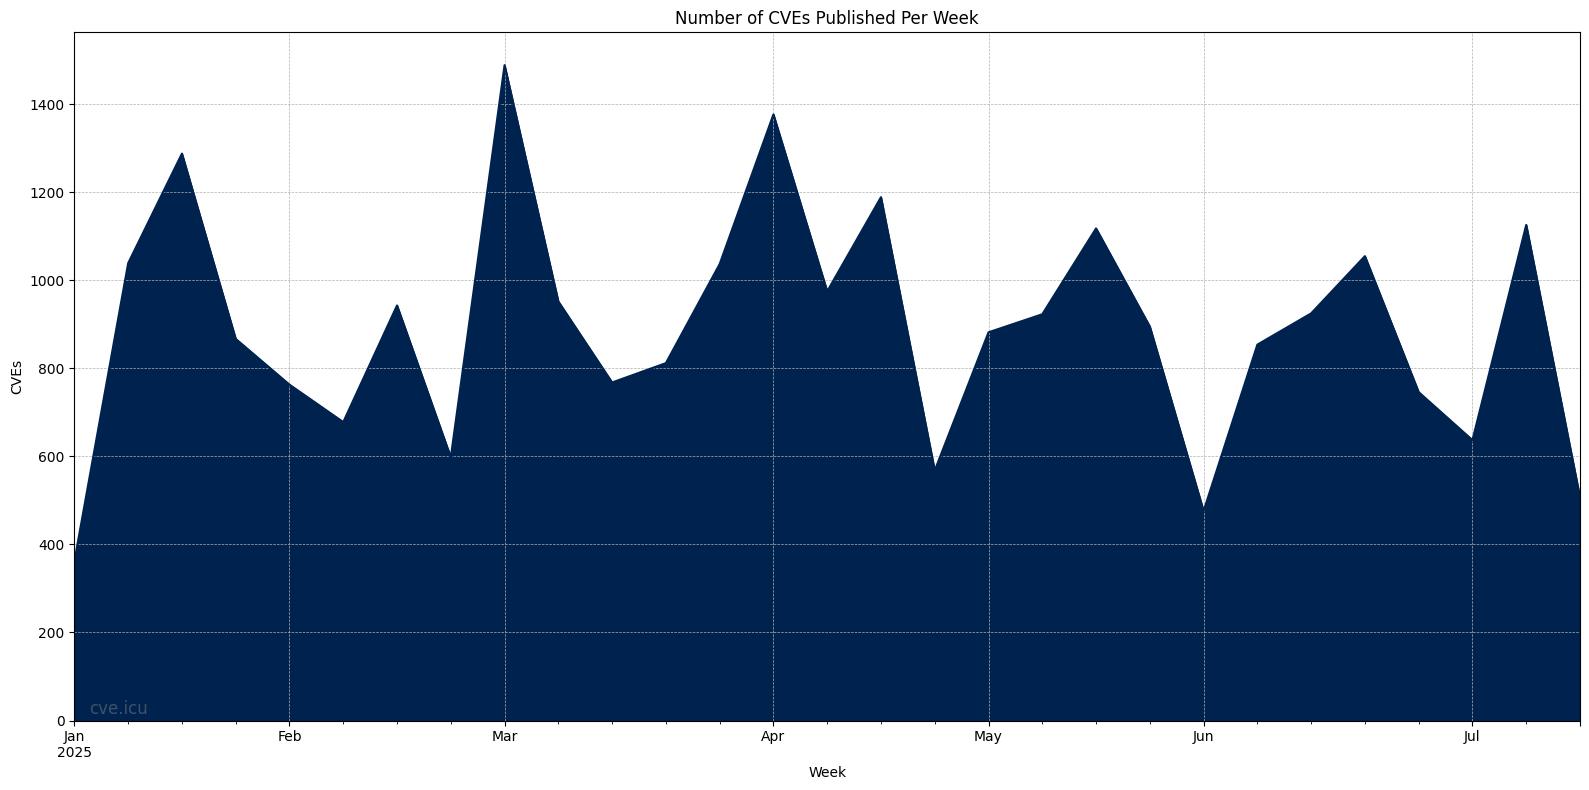 Number of CVEs Published Per Week
1400
1200
1000
800
600
400
200
0
CVEs
cve.icu
Jan
2025
Feb
Mar
Apr
May
Jun
Jul
Week